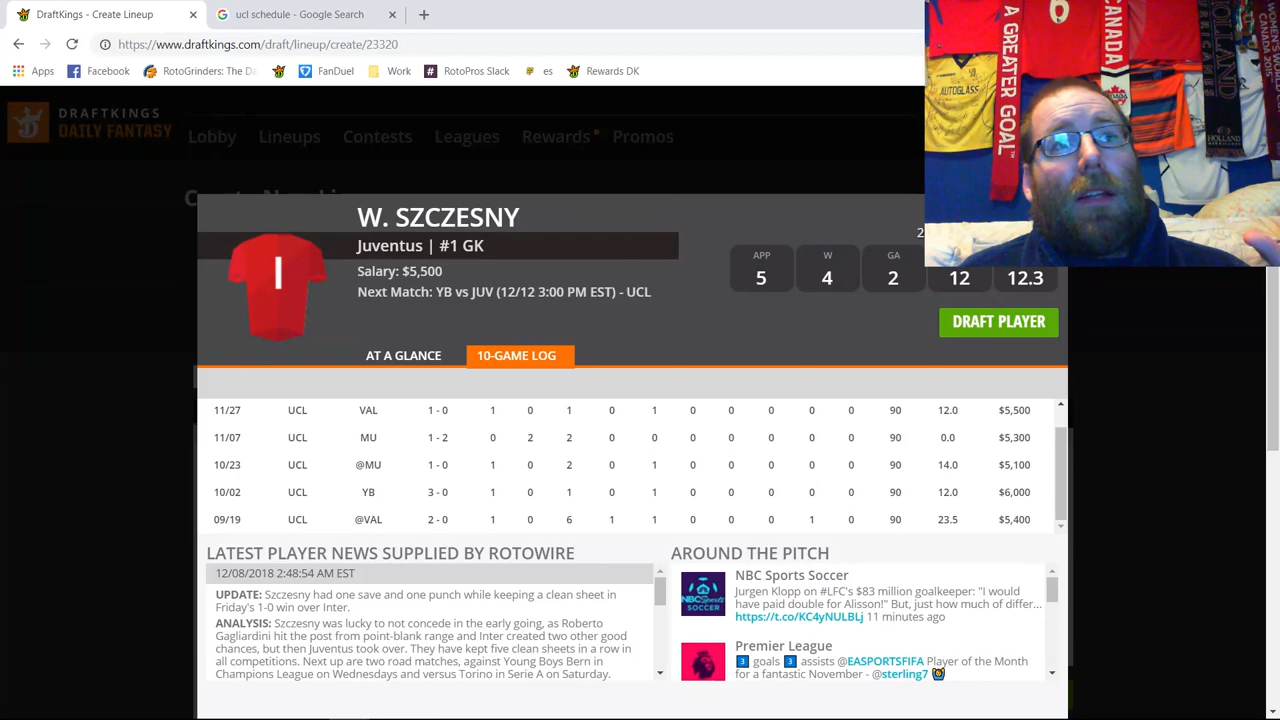 DraftKings - Create Lineup
ucl schedule - Google Search
https://www.draftkings.com/draft/lineup/create/23320
Apps Facebook RotoGrinders: The Da FanDuel Work RotoPros Slack es Rewards DK
DRAFTKINGS
DAILY FANTASY
Lobby Lineups Contests Leagues Rewards Promos
W. SZCZESNY
Juventus | #1 GK
Salary: $5,500
Next Match: YB vs JUV (12/12 3:00 PM EST) - UCL
2
APP W GA
5 4 2 12 12.3
DRAFT PLAYER
AT A GLANCE 10-GAME LOG
11/27 UCL VAL 1 - 0 1 0 1 0 1 0 0 0 0 0 90 12.0 $5,500
11/07 UCL MU 1 - 2 0 2 2 0 0 0 0 0 0 0 90 0.0 $5,300
10/23 UCL @MU 1 - 0 1 0 2 0 1 0 0 0 0 0 90 14.0 $5,100
10/02 UCL YB 3 - 0 1 0 1 0 1 0 0 0 0 0 90 12.0 $6,000
09/19 UCL @VAL 2 - 0 1 0 6 1 1 0 0 0 1 0 90 23.5 $5,400
LATEST PLAYER NEWS SUPPLIED BY ROTOWIRE
12/08/2018 2:48:54 AM EST
UPDATE: Szczesny had one save and one punch while keeping a clean sheet in
Friday's 1-0 win over Inter.
ANALYSIS: Szczesny was lucky to not concede in the early going, as Roberto
Gagliardini hit the post from point-blank range and Inter created two other good
chances, but then Juventus took over. They have kept five clean sheets in a row in
all competitions. Next up are two road matches, against Young Boys Bern in
Champions League on Wednesdays and versus Torino in Serie A on Saturday.
AROUND THE PITCH
NBC Sports Soccer
Jurgen Klopp on #LFC's $83 million goalkeeper: "I would
have paid double for Alisson!" But, just how much of differ...
https://t.co/KC4yNULBLj 11 minutes ago
NBC Sports
SOCCER
Premier League
3 goals 3 assists @EASPORTSFIFA Player of the
Month
for a fantastic November - @sterling7
A GREATER GOAL
6
CANADA
AUTOGLASS
HOLLAND
HOLLAND